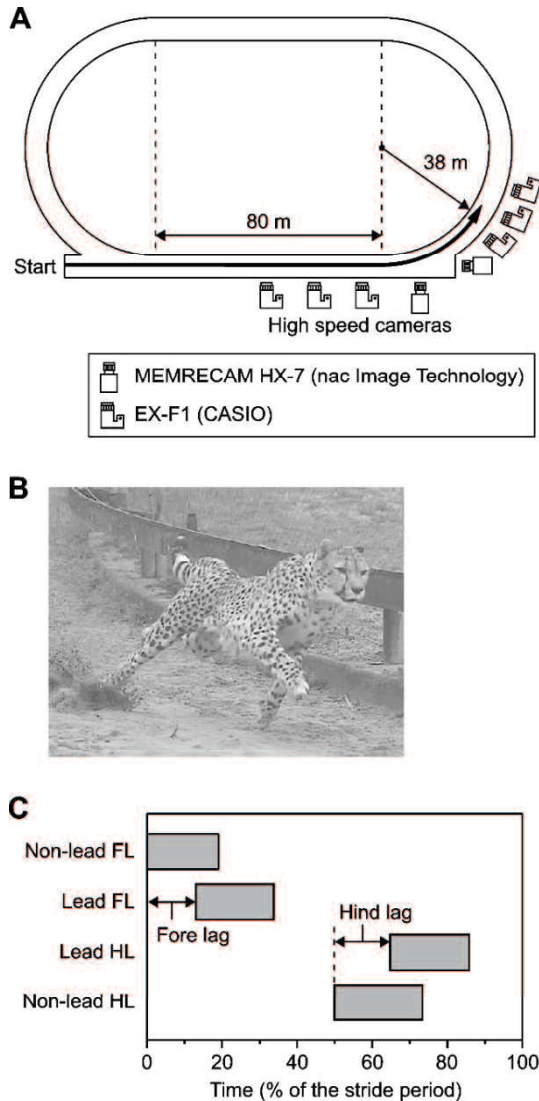 A
38 m
80 m
Start
High speed cameras
MEMRECAM HX-7 (nac Image Technology)
EX-F1 (CASIO)
B
C
Non-lead FL
Lead FL
Fore lag
Hind lag
Lead HL
Non-lead HL
0 20 40 60 80 100
Time (% of the stride period)